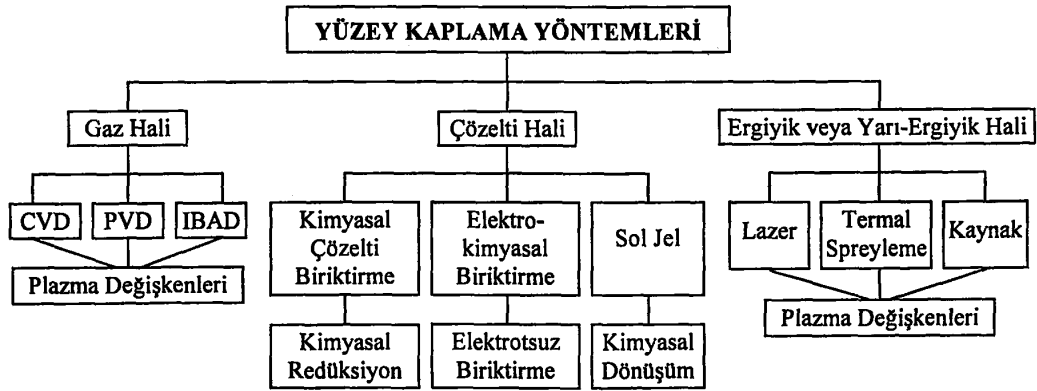 YÜZEY KAPLAMA YÖNTEMLERİ
Gaz Hali
Çözelti Hali
Ergiyik veya Yarı-Ergiyik Hali
CVD
PVD
IBAD
Plazma Değişkenleri
Kimyasal
Çözelti
Biriktirme
Elektro-
kimyasal
Biriktirme
Sol Jel
Kimyasal
Redüksiyon
Elektrotsuz
Biriktirme
Kimyasal
Dönüşüm
Lazer
Termal
Spreyleme
Kaynak
Plazma Değişkenleri